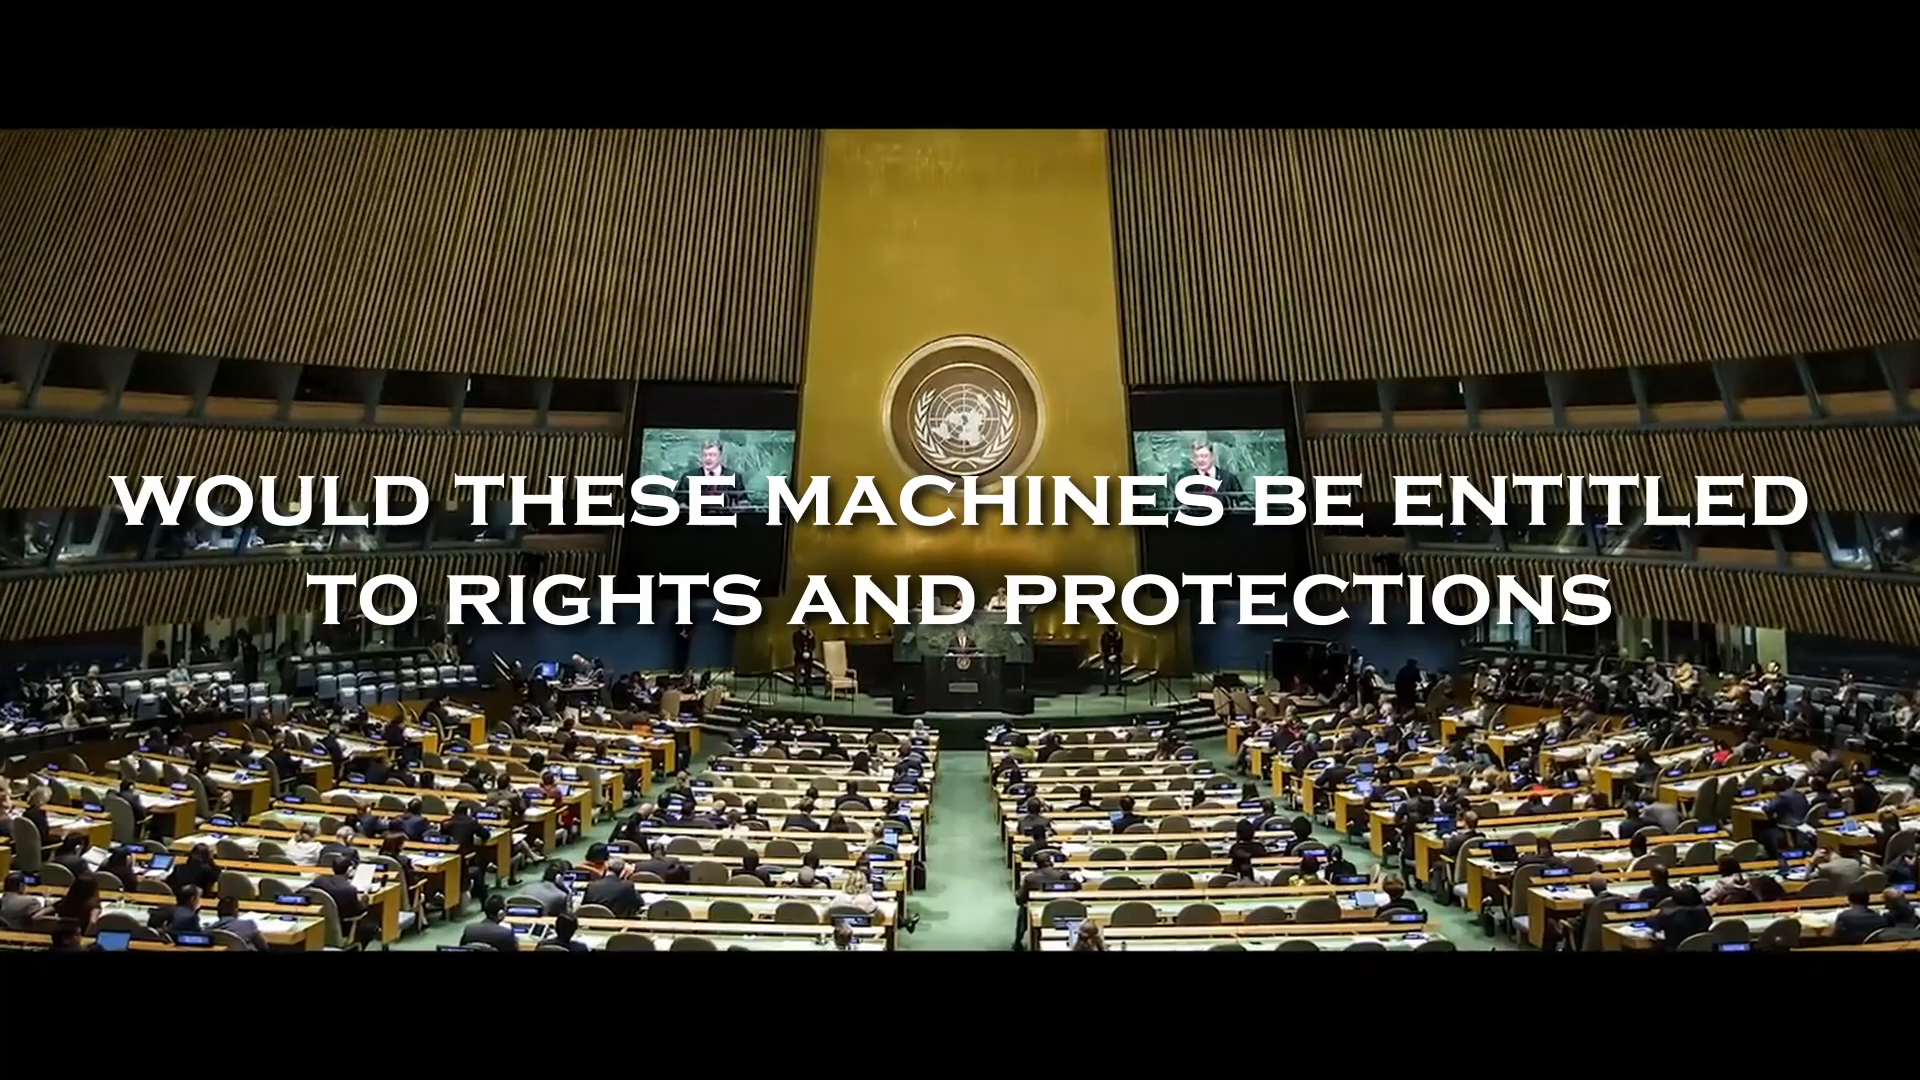 WOULD THESE MACHINES BE ENTITLED
TO RIGHTS AND PROTECTIONS